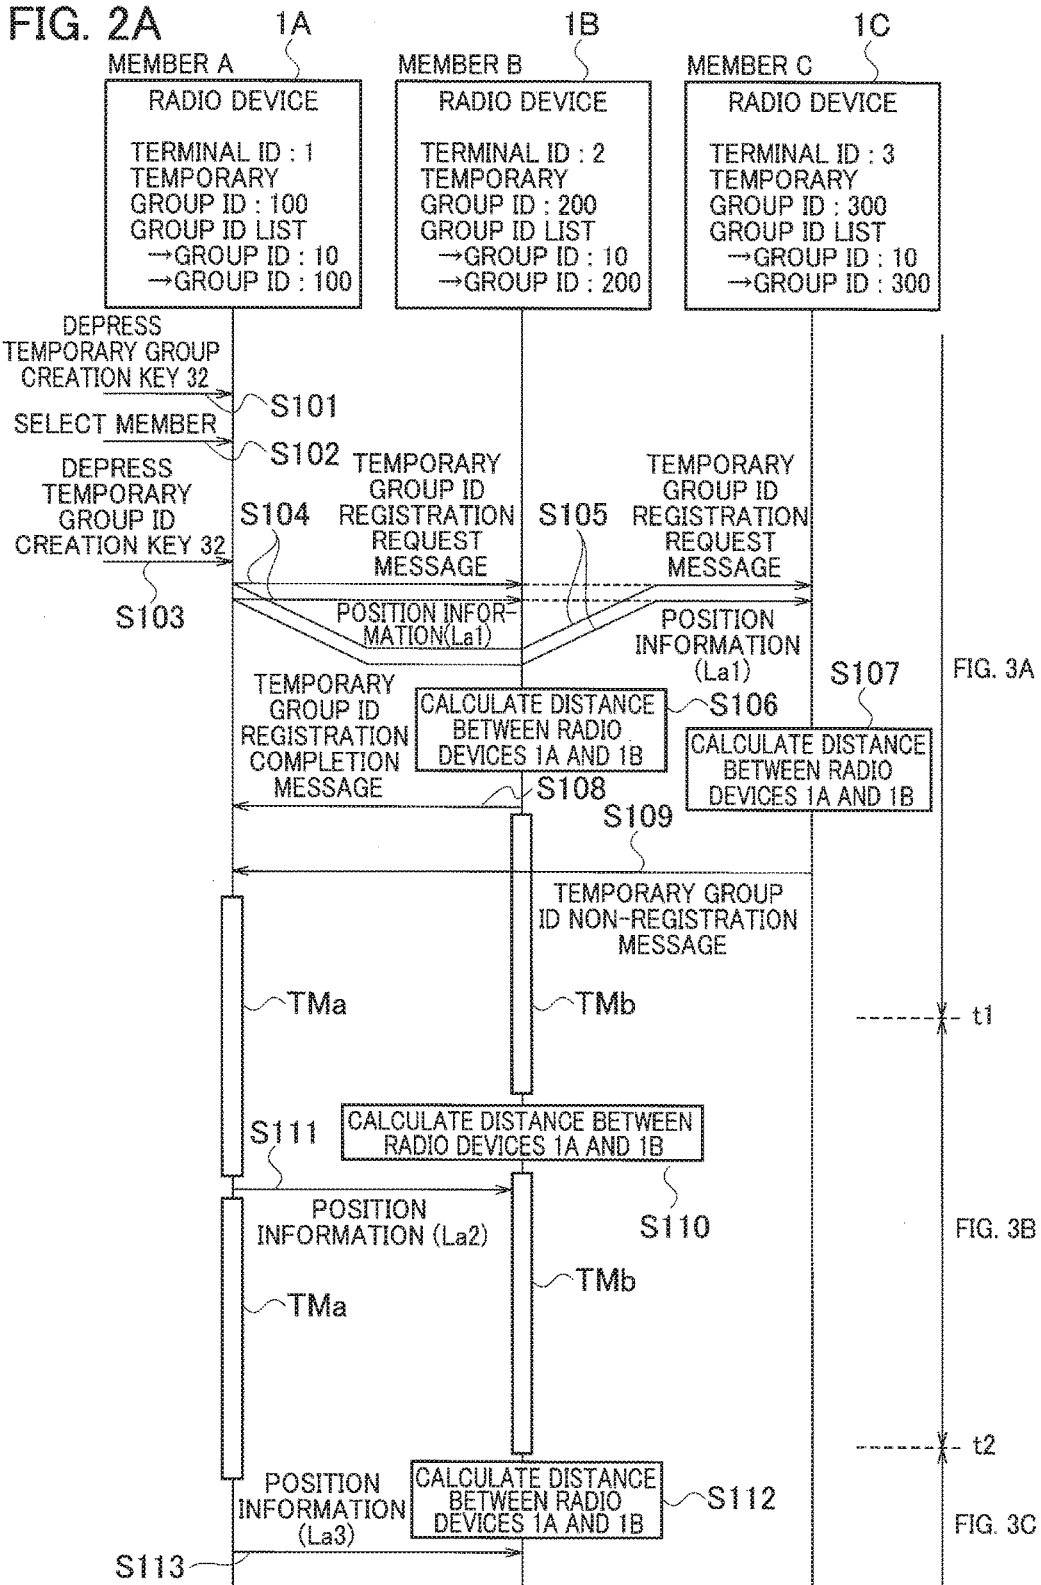 FIG. 2A
1A
1B
1C
MEMBER A
MEMBER B
MEMBER C
RADIO DEVICE
TERMINAL ID : 1
TEMPORARY
GROUP ID : 100
GROUP ID LIST
→GROUP ID : 10
→GROUP ID : 100
RADIO DEVICE
TERMINAL ID : 2
TEMPORARY
GROUP ID : 200
GROUP ID LIST
→GROUP ID : 10
→GROUP ID : 200
RADIO DEVICE
TERMINAL ID : 3
TEMPORARY
GROUP ID : 300
GROUP ID LIST
→GROUP ID : 10
→GROUP ID : 300
DEPRESS
TEMPORARY GROUP
CREATION KEY 32
S101
SELECT MEMBER
S102
DEPRESS
TEMPORARY
GROUP ID
CREATION KEY 32
S103
S104
TEMPORARY
GROUP ID
REGISTRATION
REQUEST
MESSAGE
S105
TEMPORARY
GROUP ID
REGISTRATION
REQUEST
MESSAGE
POSITION INFOR-
MATION(La1)
POSITION
INFORMATION
(La1)
FIG. 3A
TEMPORARY
GROUP ID
REGISTRATION
COMPLETION
MESSAGE
CALCULATE DISTANCE
BETWEEN RADIO
DEVICES 1A AND 1B
S106
S107
CALCULATE DISTANCE
BETWEEN RADIO
DEVICES 1A AND 1B
S108
S109
TEMPORARY GROUP
ID NON-REGISTRATION
MESSAGE
TMa
TMb
t1
CALCULATE DISTANCE BETWEEN
RADIO DEVICES 1A AND 1B
S110
S111
POSITION
INFORMATION (La2)
FIG. 3B
TMa
TMb
t2
POSITION
INFORMATION
(La3)
CALCULATE DISTANCE
BETWEEN RADIO
DEVICES 1A AND 1B
S112
FIG. 3C
S113